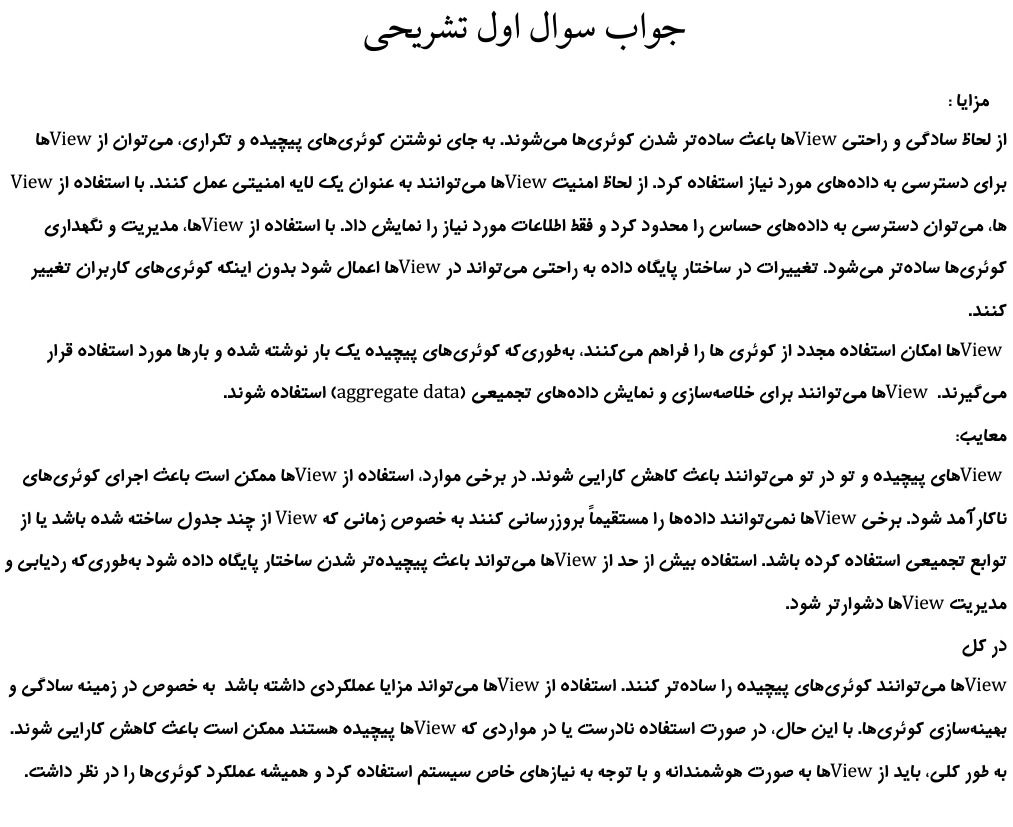 جواب سوال اول تشریحی
مزایا :
از لحاظ سادگی و راحتی Viewها باعث ساده‌تر شدن کوئری‌ها می‌شوند. به جای نوشتن کوئری‌های پیچیده و تکراری، می‌توان از Viewها
برای دسترسی به داده‌های مورد نیاز استفاده کرد. از لحاظ امنیت Viewها می‌توانند به عنوان یک لایه امنیتی عمل کنند. با استفاده از View
ها، می‌توان دسترسی به داده‌های حساس را محدود کرد و فقط اطلاعات مورد نیاز را نمایش داد. با استفاده از Viewها، مدیریت و نگهداری
کوئری‌ها ساده‌تر می‌شود. تغییرات در ساختار پایگاه داده به راحتی می‌تواند در Viewها اعمال شود بدون اینکه کوئری‌های کاربران تغییر
کنند.
Viewها امکان استفاده مجدد از کوئری ها را فراهم می‌کنند، به‌طوری‌که کوئری‌های پیچیده یک بار نوشته شده و بارها مورد استفاده قرار
می‌گیرند. Viewها می‌توانند برای خلاصه‌سازی و نمایش داده‌های تجمیعی (aggregate data) استفاده شوند.
معایب:
Viewهای پیچیده و تو در تو می‌توانند باعث کاهش کارایی شوند. در برخی موارد، استفاده از Viewها ممکن است باعث اجرای کوئری‌های
ناکارآمد شود. برخی Viewها نمی‌توانند داده‌ها را مستقیماً بروزرسانی کنند به خصوص زمانی که View از چند جدول ساخته شده باشد یا از
توابع تجمیعی استفاده کرده باشد. استفاده بیش از حد از Viewها می‌تواند باعث پیچیده‌تر شدن ساختار پایگاه داده شود به‌طوری‌که ردیابی و
مدیریت Viewها دشوارتر شود.
در کل
Viewها می‌توانند کوئری‌های پیچیده را ساده‌تر کنند. استفاده از Viewها می‌تواند مزایا عملکردی داشته باشد به خصوص در زمینه سادگی و
بهینه‌سازی کوئری‌ها. با این حال، در صورت استفاده نادرست یا در مواردی که Viewها پیچیده هستند ممکن است باعث کاهش کارایی شوند.
به طور کلی، باید از Viewها به صورت هوشمندانه و با توجه به نیازهای خاص سیستم استفاده کرد و همیشه عملکرد کوئری‌ها را در نظر داشت.